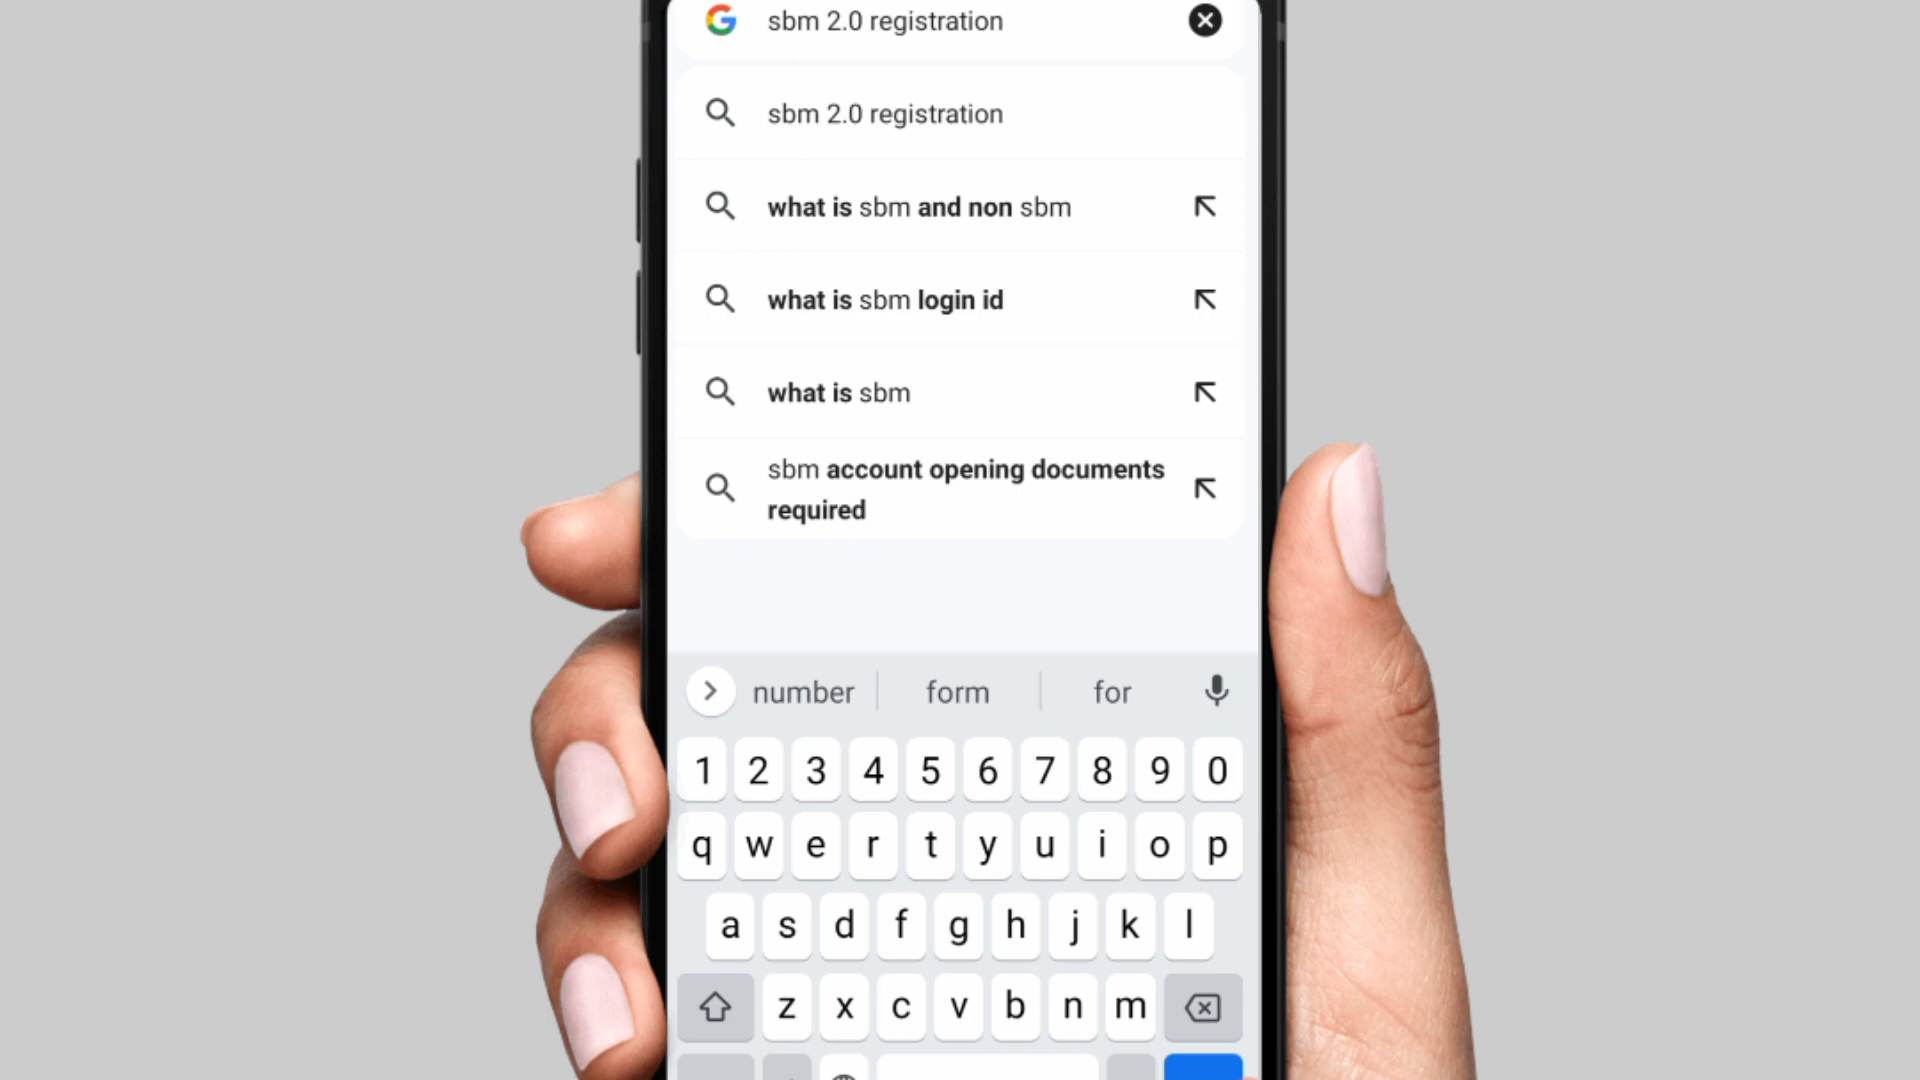 sbm 2.0 registration
sbm 2.0 registration
what is sbm and non sbm
what is sbm login id
what is sbm
sbm account opening documents
required
number form for
1 2 3 4 5 6 7 8 9 0
q w e r t y u i o p
a s d f g h j k l
z x c v b n m